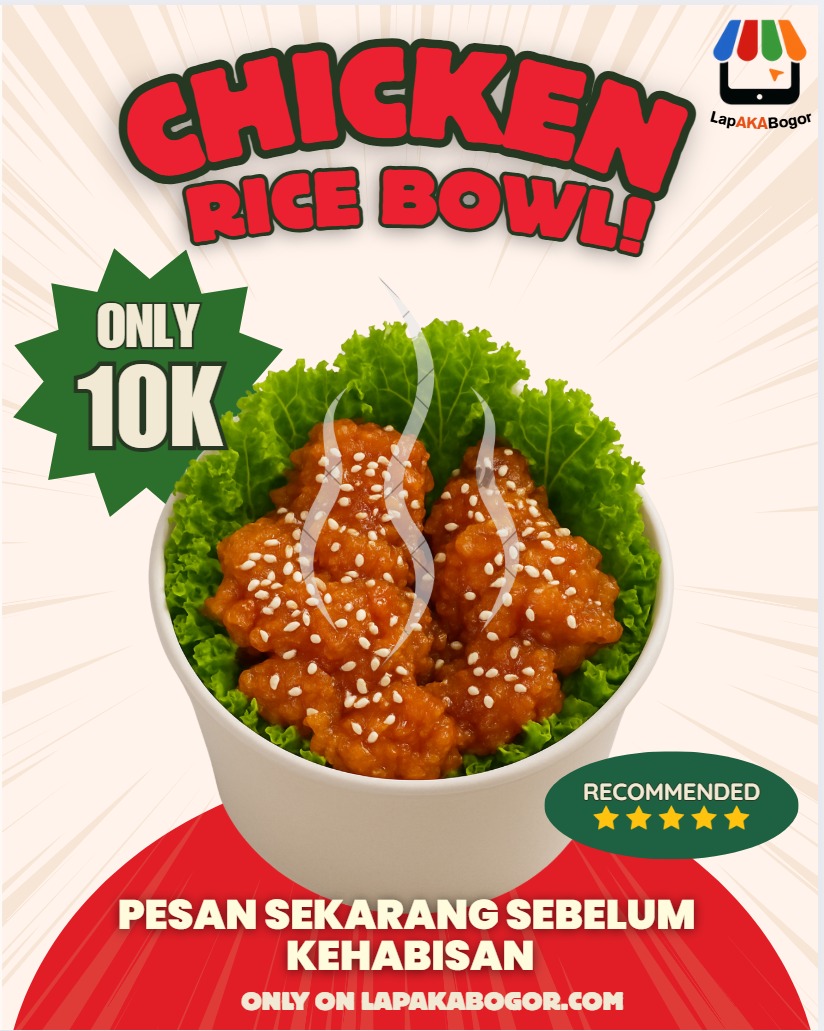 CHICKEN
RICE BOWL!
LapAKABogor
ONLY
10K
RECOMMENDED
PESAN SEKARANG SEBELUM
KEHABISAN
ONLY ON LAPAKABOGOR.COM